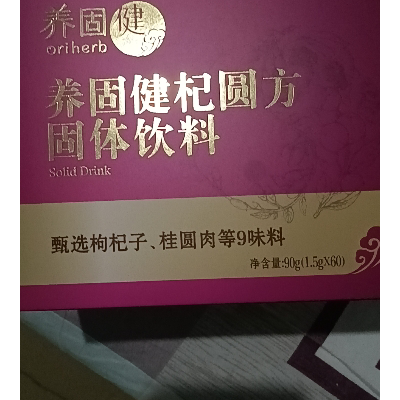 养固健
oriherb
养固健杞圆方
固体饮料
Solid Drink
甄选枸杞子、桂圆肉等9味料
净含量:90g(1.5gX60)